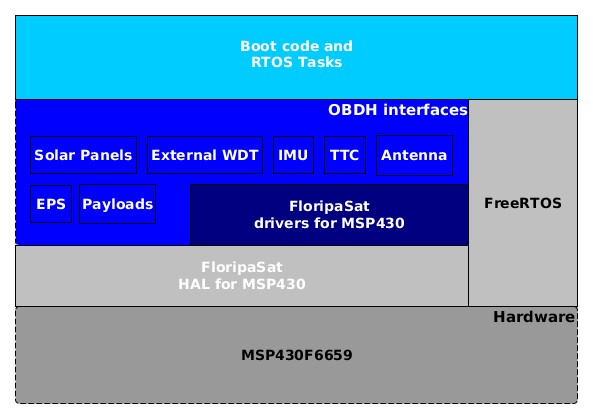 Boot code and
RTOS Tasks
OBDH interfaces
Solar Panels
External WDT
IMU
TTC
Antenna
EPS
Payloads
FloripaSat
drivers for MSP430
FreeRTOS
FloripaSat
HAL for MSP430
Hardware
MSP430F6659